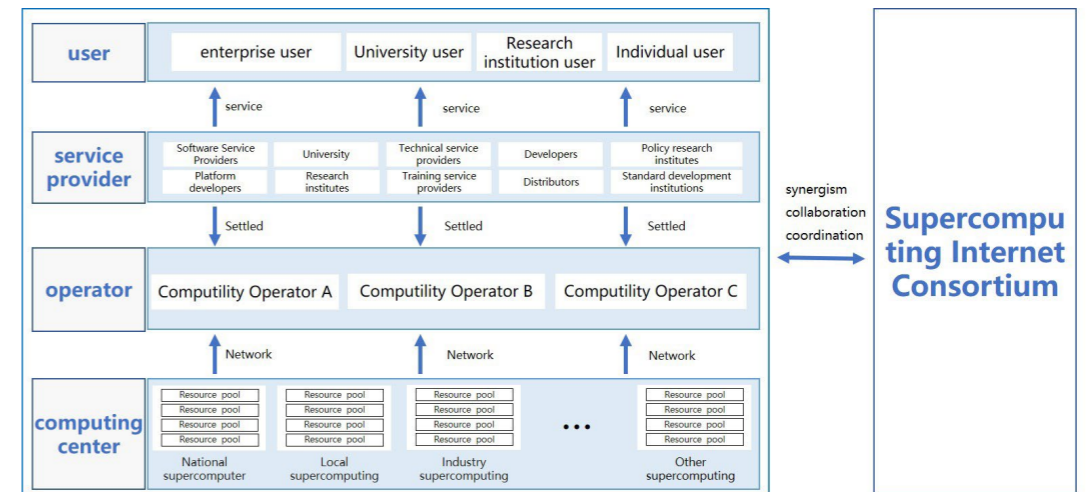 user
enterprise user
University user
Research
institution user
Individual user
service
service
service
service
provider
Software Service
Providers
University
Technical service
providers
Developers
Policy research
institutes
Platform
developers
Research
institutes
Training service
providers
Distributors
Standard development
institutions
Settled
Settled
Settled
operator
Computility Operator A
Computility Operator B
Computility Operator C
Network
Network
Network
computing
center
Resource pool
Resource pool
Resource pool
Resource pool
National
supercomputer
Resource pool
Resource pool
Resource pool
Resource pool
Local
supercomputing
Resource pool
Resource pool
Resource pool
Resource pool
Industry
supercomputing
...
Resource pool
Resource pool
Resource pool
Resource pool
Other
supercomputing
synergism
collaboration
coordination
Supercompu
ting Internet
Consortium